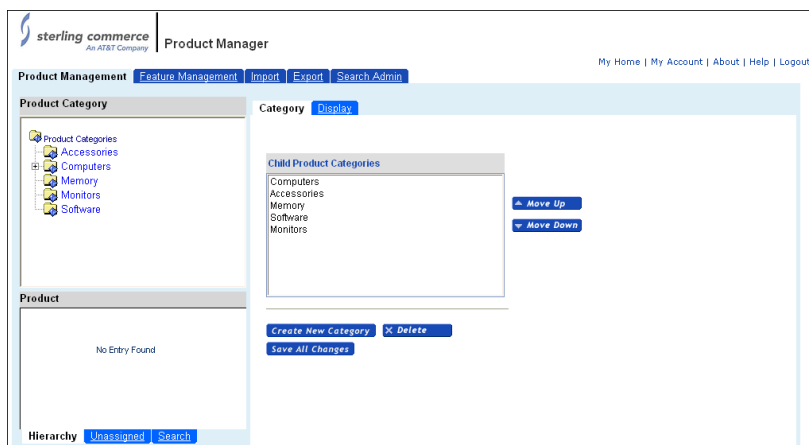 sterling commerce
An AT&T Company
Product Manager
My Home | My Account | About | Help | Logout
Product Management Feature Management Import Export Search Admin
Product Category
Product Categories
Accessories
Computers
Memory
Monitors
Software
Product
No Entry Found
Hierarchy Unassigned Search
Category Display
Child Product Categories
Computers
Accessories
Memory
Software
Monitors
Move Up
Move Down
Create New Category Delete
Save All Changes